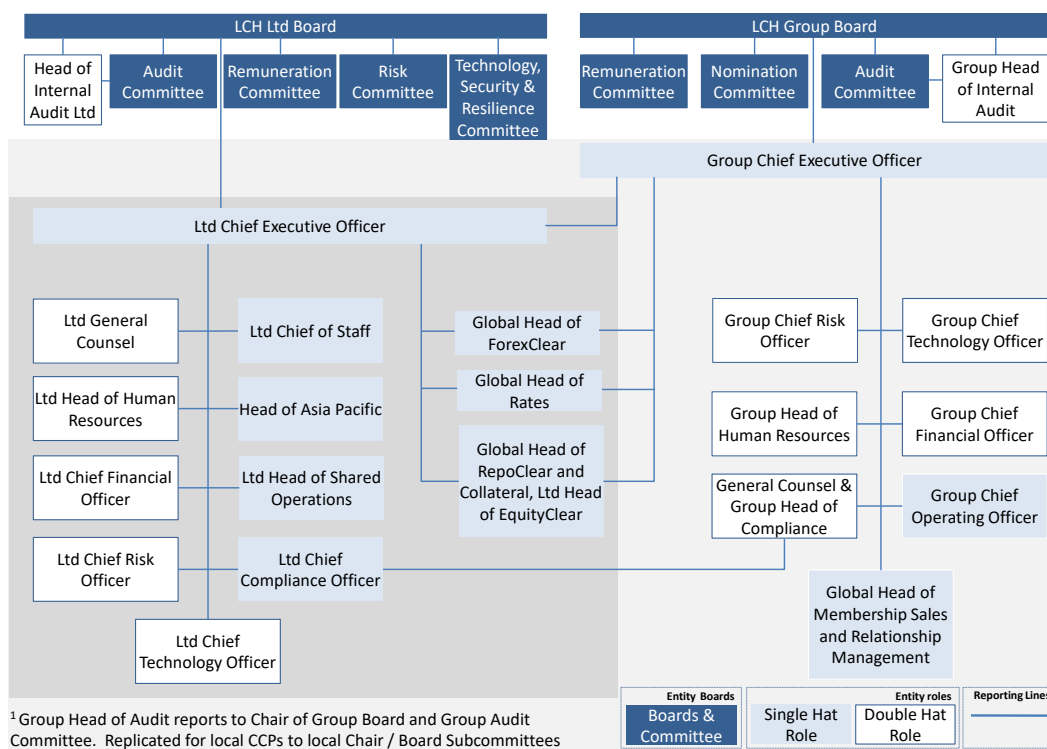 LCH Ltd Board
LCH Group Board
Head of
Internal
Audit Ltd
Audit
Committee
Remuneration
Committee
Risk
Committee
Technology,
Security &
Resilience
Committee
Remuneration
Committee
Nomination
Committee
Audit
Committee
Group Head
of Internal
Audit
Group Chief Executive Officer
Ltd Chief Executive Officer
Ltd General
Counsel
Ltd Chief of Staff
Global Head of
ForexClear
Group Chief Risk
Officer
Group Chief
Technology Officer
Ltd Head of Human
Resources
Head of Asia Pacific
Global Head of
Rates
Group Head of
Human Resources
Group Chief
Financial Officer
Ltd Chief Financial
Officer
Ltd Head of Shared
Operations
Global Head of
RepoClear and
Collateral, Ltd Head
of EquityClear
General Counsel &
Group Head of
Compliance
Group Chief
Operating Officer
Ltd Chief Risk
Officer
Ltd Chief
Compliance Officer
Global Head of
Membership Sales
and Relationship
Management
Ltd Chief
Technology Officer
Entity Boards
Boards &
Committee
Entity roles
Single Hat
Role
Double Hat
Role
Reporting Lines
1 Group Head of Audit reports to Chair of Group Board and Group Audit
Committee. Replicated for local CCPs to local Chair / Board Subcommittees